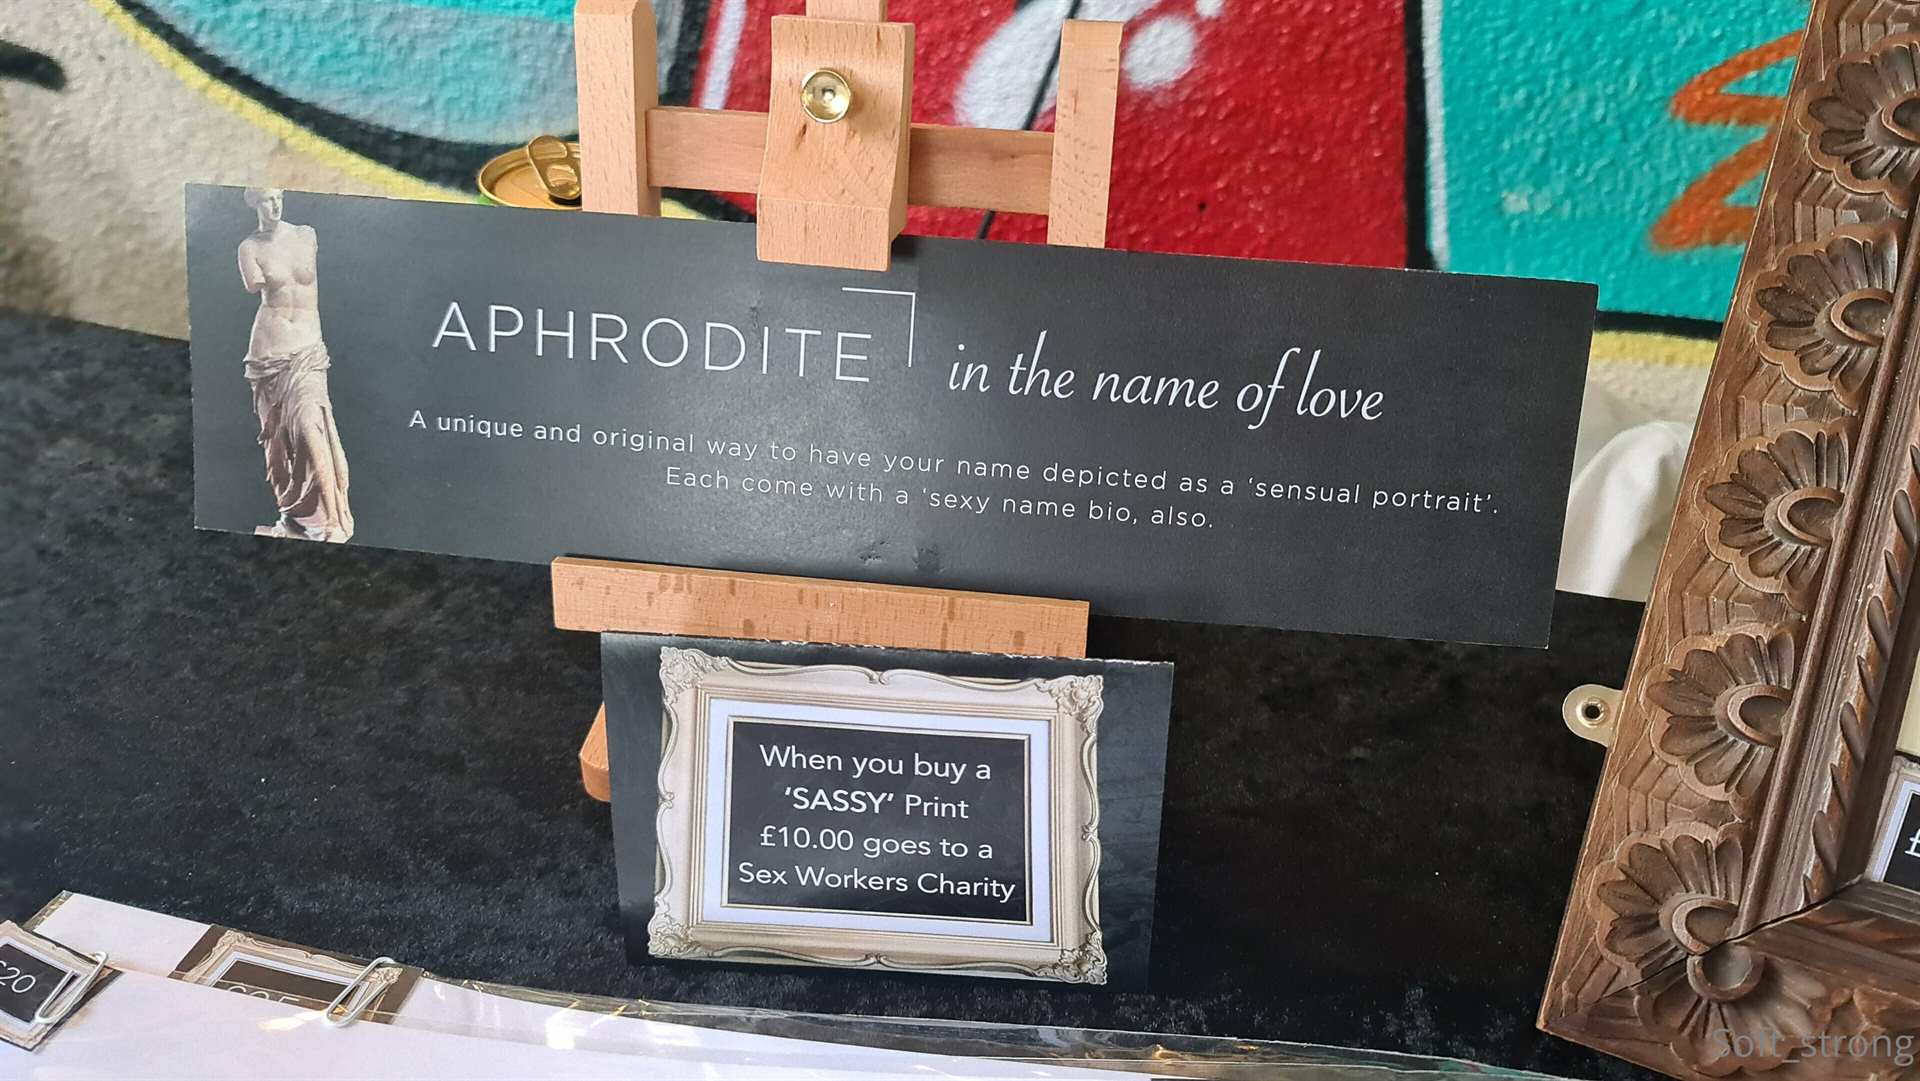 APHRODITE in the name of love
A unique and original way to have your name depicted as a ‘sensual portrait’.
Each come with a ‘sexy name bio, also.
When you buy a
‘SASSY’ Print
£10.00 goes to a
Sex Workers Charity
£20
Soft_strong